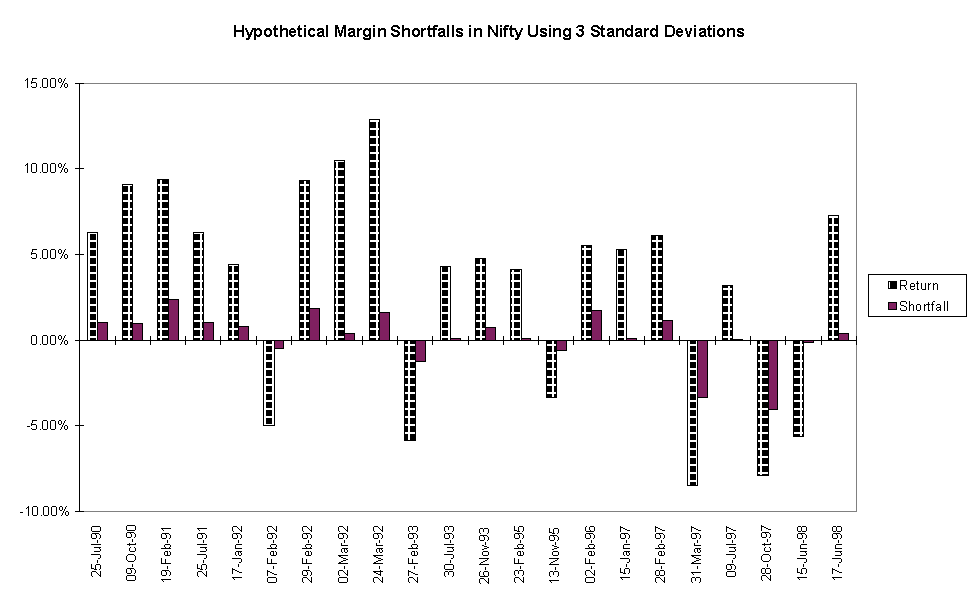 Hypothetical Margin Shortfalls in Nifty Using 3 Standard Deviations
15.00%
10.00%
5.00%
0.00%
-5.00%
-10.00%
Return
Shortfall
25-Jul-90
09-Oct-90
19-Feb-91
25-Jul-91
17-Jan-92
07-Feb-92
29-Feb-92
02-Mar-92
24-Mar-92
27-Feb-93
30-Jul-93
26-Nov-93
23-Feb-95
13-Nov-95
02-Feb-96
15-Jan-97
28-Feb-97
31-Mar-97
09-Jul-97
28-Oct-97
15-Jun-98
17-Jun-98